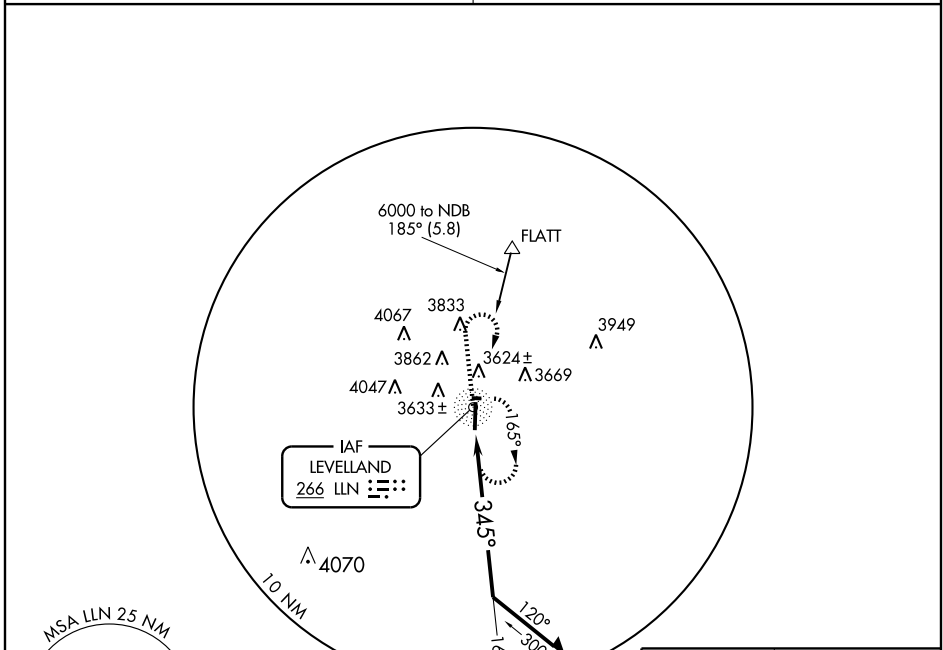 6000 to NDB
185° (5.8)
FLATT
3833
4067
3949
3862
3624±
3669
4047
3633±
165°
IAF
LEVELLAND
266 LLN
345°
4070
10 NM
120°
MSA LLN 25 NM